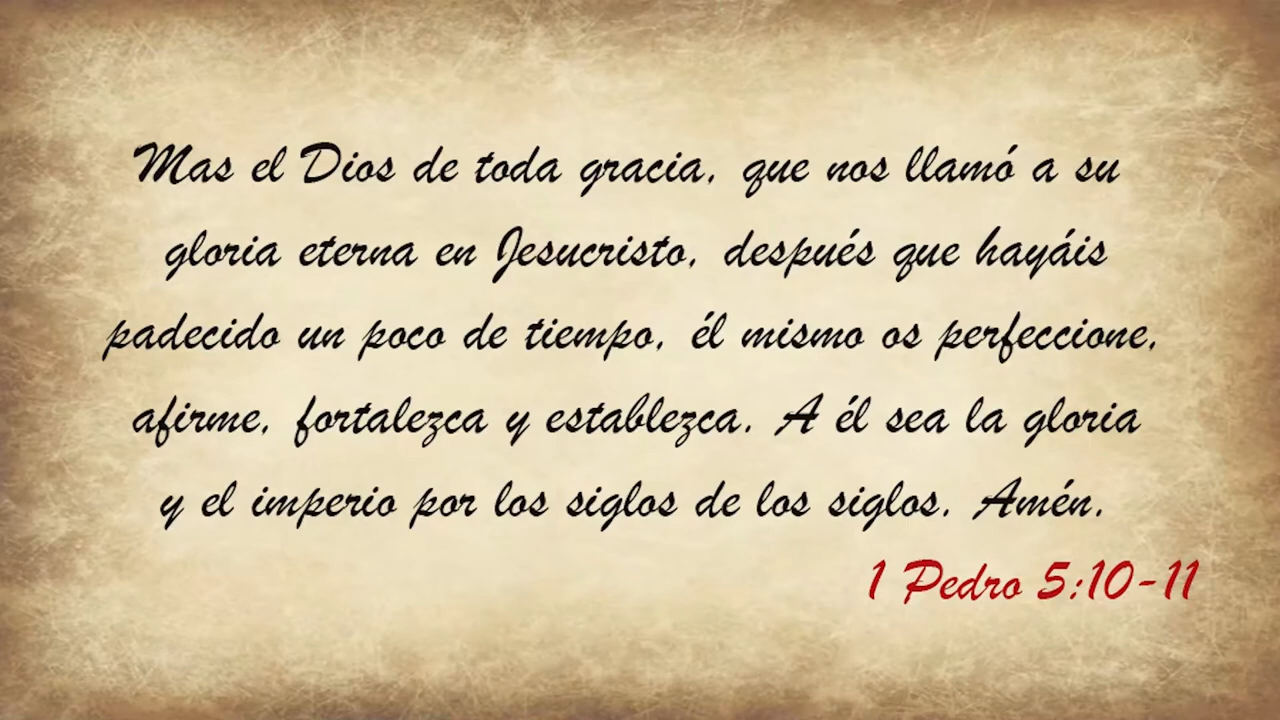 Mas el Dios de toda gracia, que nos llamó a su
gloria eterna en Jesucristo, después que hayáis
padecido un poco de tiempo, él mismo os perfeccione,
afirme, fortalezca y establezca. A él sea la gloria
y el imperio por los siglos de los siglos. Amén.
1 Pedro 5:10-11